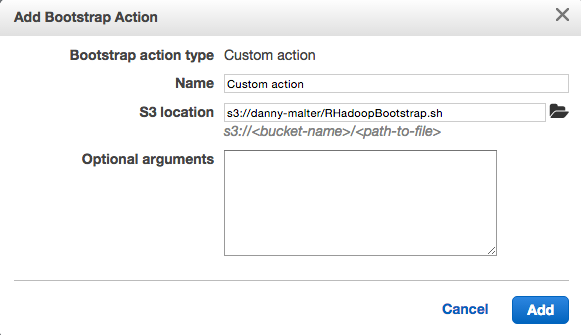 Add Bootstrap Action
Bootstrap action type Custom action
Name Custom action
S3 location s3://danny-malter/RHadoopBootstrap.sh
s3://<bucket-name>/<path-to-file>
Optional arguments
Cancel Add